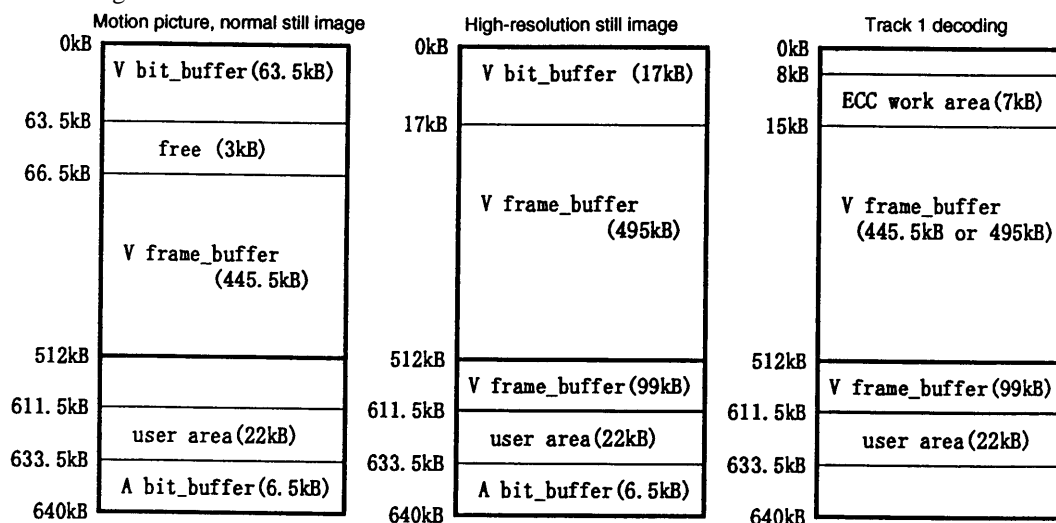 Motion picture, normal still image
0kB
V bit_buffer(63.5kB)
63.5kB
free (3kB)
66.5kB
V frame_buffer
(445.5kB)
512kB
611.5kB
user area(22kB)
633.5kB
A bit_buffer(6.5kB)
640kB
High-resolution still image
0kB
V bit_buffer (17kB)
17kB
V frame_buffer
(495kB)
512kB
V frame_buffer(99kB)
611.5kB
user area(22kB)
633.5kB
A bit_buffer(6.5kB)
640kB
Track 1 decoding
0kB
8kB
ECC work area(7kB)
15kB
V frame_buffer
(445.5kB or 495kB)
512kB
V frame_buffer(99kB)
611.5kB
user area(22kB)
633.5kB
640kB